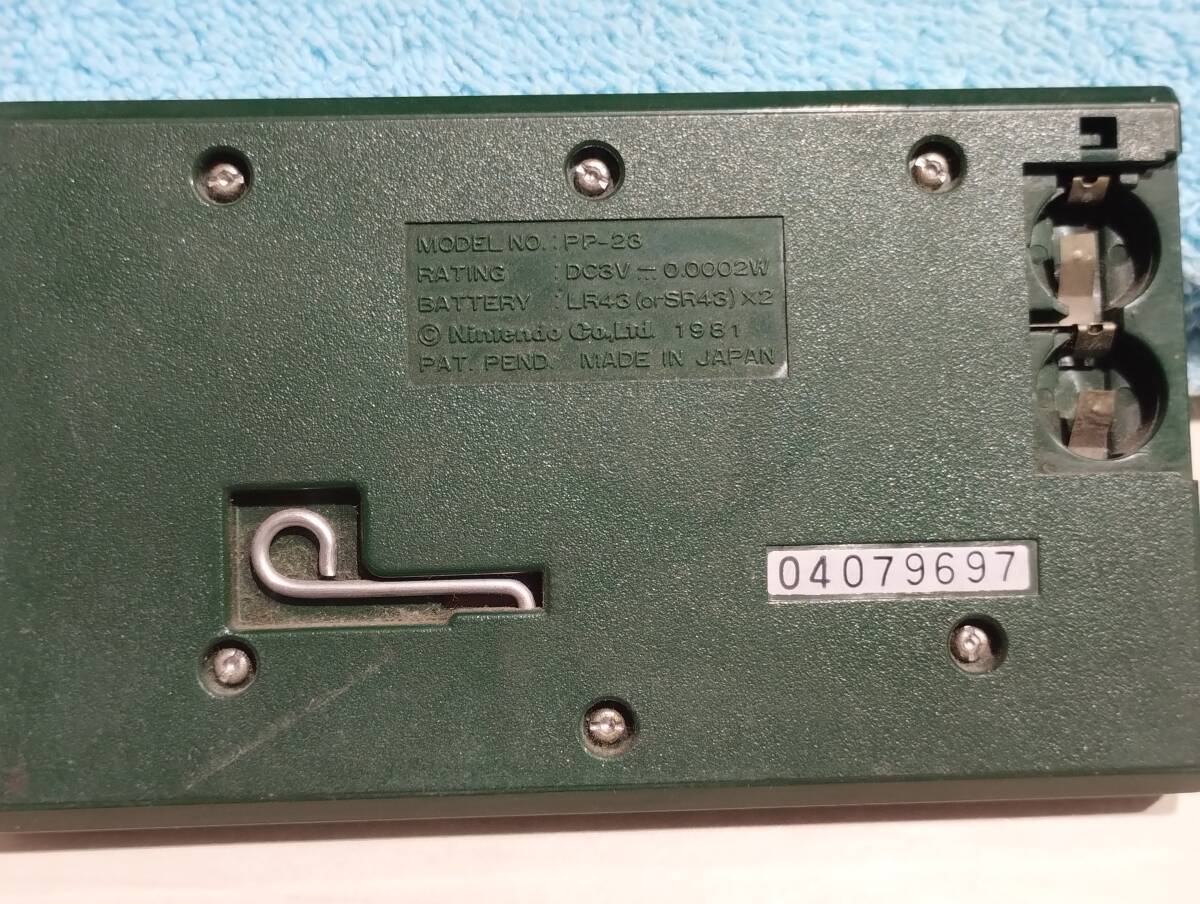 MODEL NO. : PP-23
RATING : DC3V ⎓ 0.0002W
BATTERY : LR43 (or SR43) ×2
© Nintendo Co.,Ltd. 1981
PAT. PEND. MADE IN JAPAN
04079697